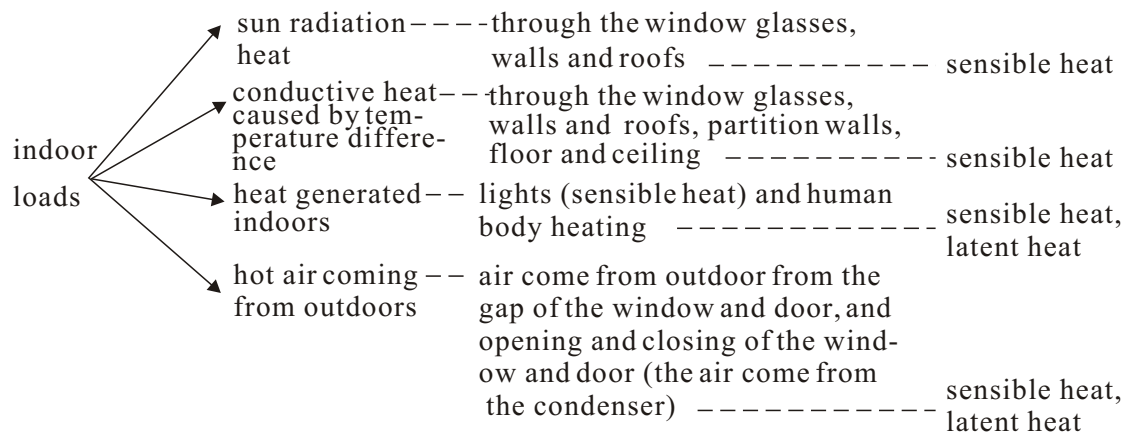 indoor
loads
sun radiation – – – – through the window glasses,
heat walls and roofs – – – – – – – – – – sensible heat
conductive heat – – – through the window glasses,
caused by tem- walls and roofs, partition walls,
perature differe-
nce floor and ceiling – – – – – – – – – – sensible heat
heat generated – – lights (sensible heat) and human
indoors body heating – – – – – – – – – – – – sensible heat,
latent heat
hot air coming – – air come from outdoor from the
from outdoors gap of the window and door, and
opening and closing of the wind-
ow and door (the air come from
the condenser) – – – – – – – – – – – sensible heat,
latent heat